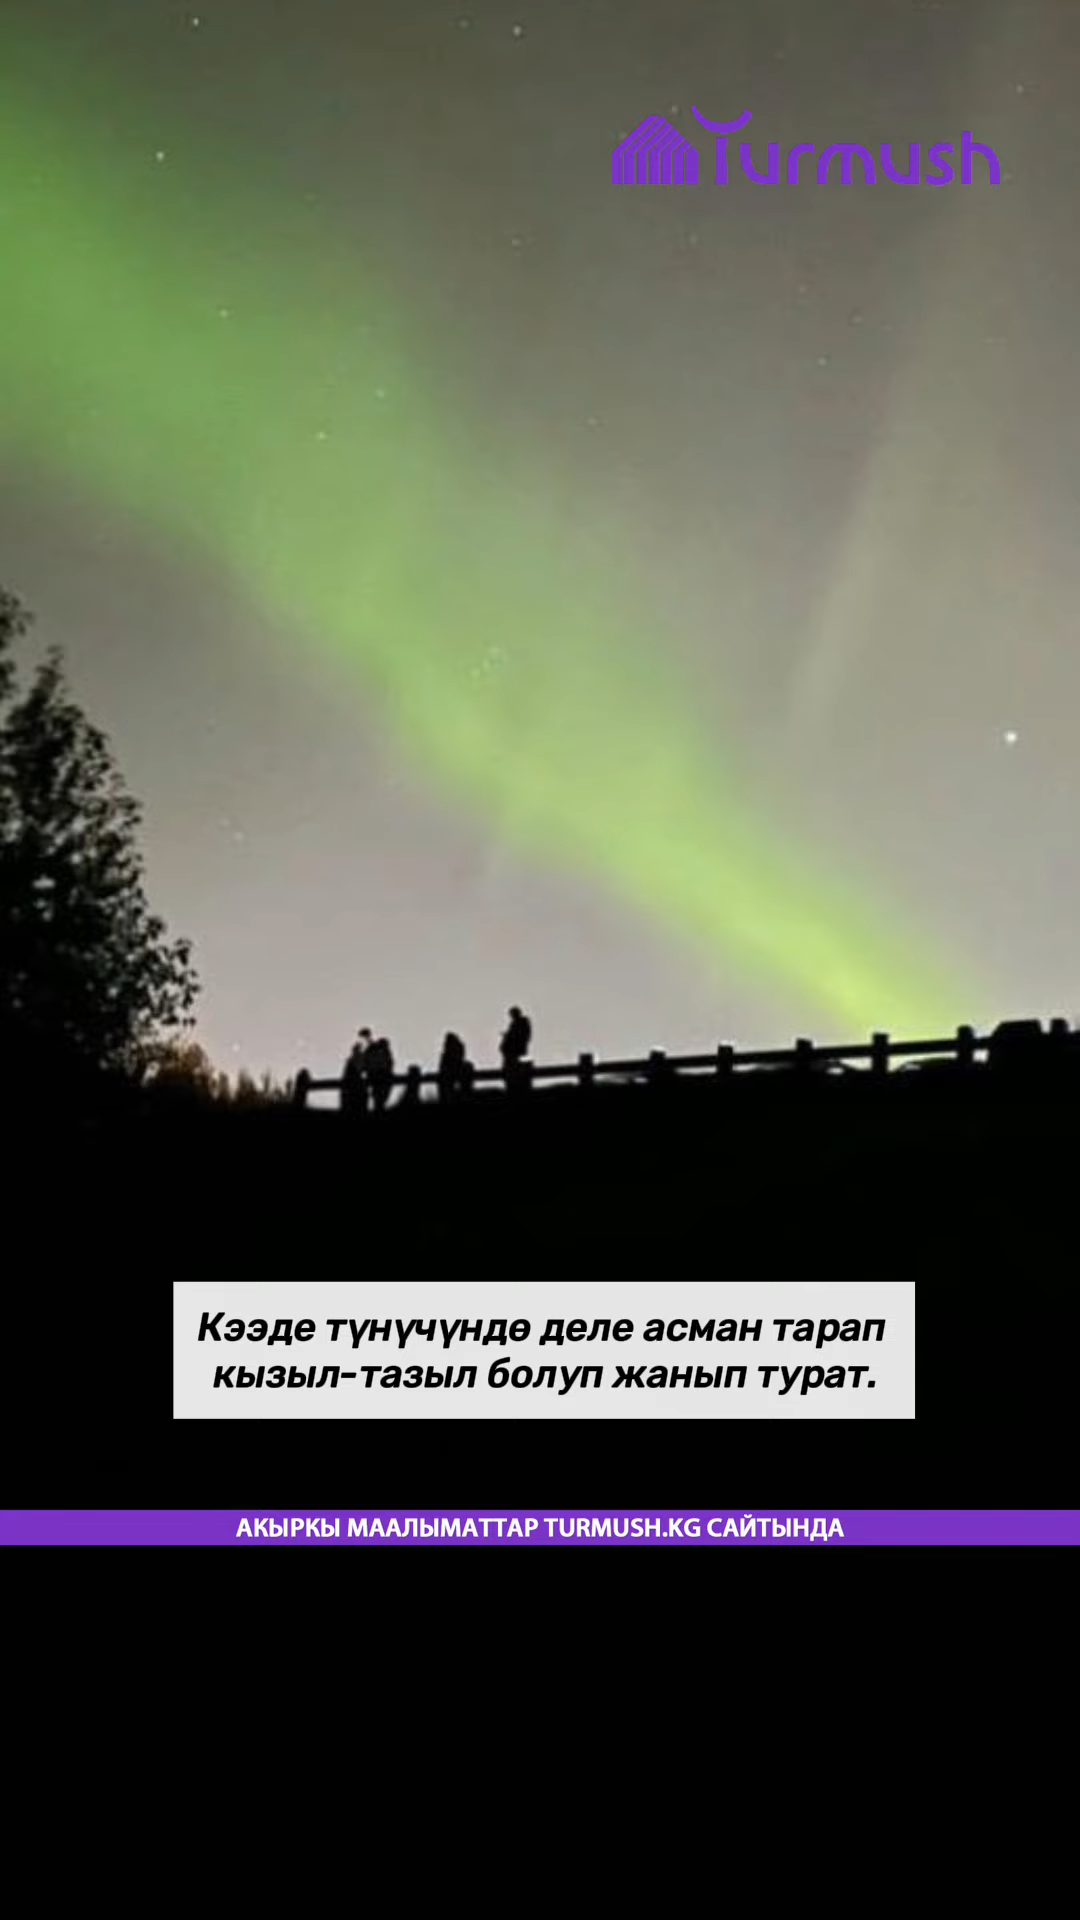 Turmush
Кээде түнүчүндө деле асман тарап
кызыл-тазыл болуп жанып турат.
АКЫРКЫ МААЛЫМАТТАР TURMUSH.KG САЙТЫНДА